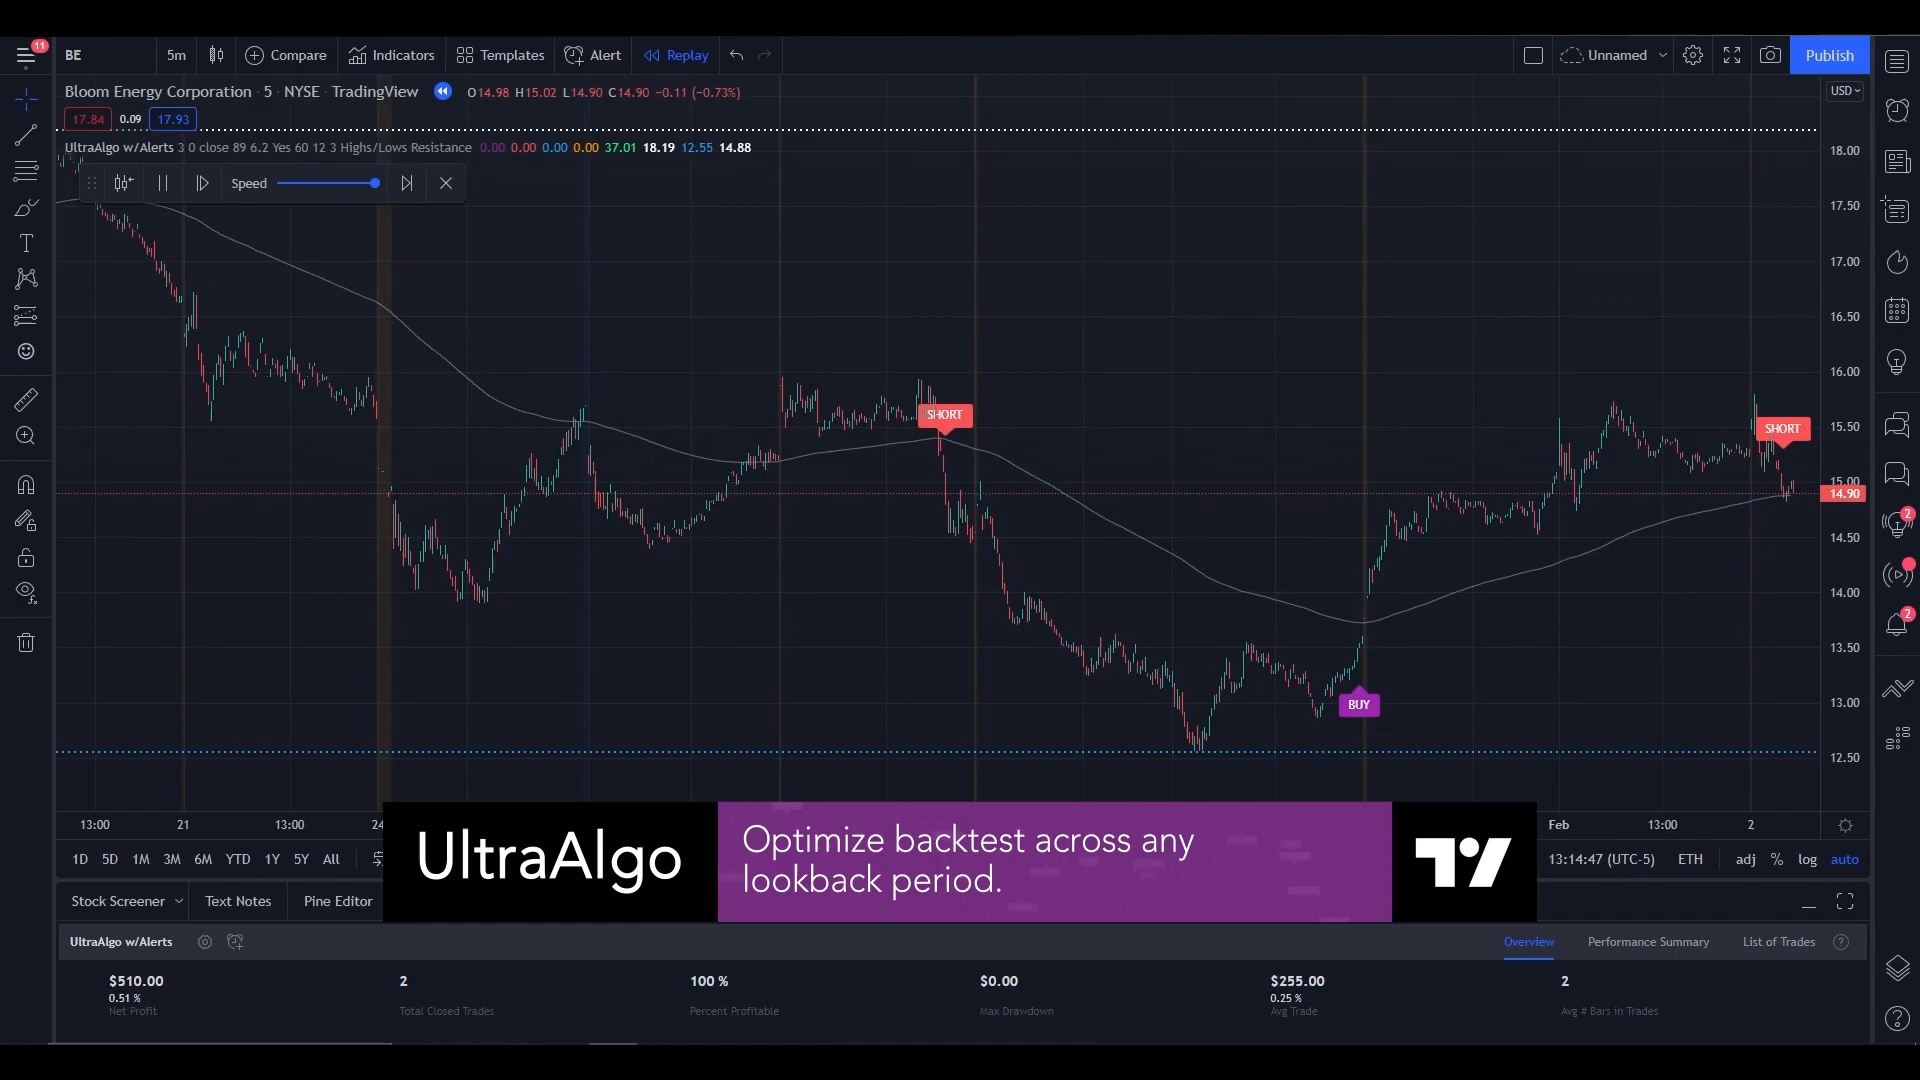 11
BE
5m
Compare
Indicators
Templates
Alert
Replay
Unnamed
Publish
Bloom Energy Corporation · 5 · NYSE · TradingView
O14.98 H15.02 L14.90 C14.90 −0.11 (−0.73%)
USD
17.84 0.09 17.93
UltraAlgo w/Alerts 3 0 close 89 6.2 Yes 60 12 3 Highs/Lows Resistance 0.00 0.00 0.00 0.00 37.01 18.19 12.55 14.88
Speed
18.00
17.50
17.00
16.50
16.00
15.50
15.00
14.90
14.50
14.00
13.50
13.00
12.50
SHORT
SHORT
BUY
2
2
13:00 21 13:00 24
Feb 13:00 2
UltraAlgo
Optimize backtest across any
lookback period.
1D 5D 1M 3M 6M YTD 1Y 5Y All
13:14:47 (UTC-5) ETH adj % log auto
Stock Screener Text Notes Pine Editor
UltraAlgo w/Alerts
Overview Performance Summary List of Trades
$510.00
0.51 %
Net Profit
2
Total Closed Trades
100 %
Percent Profitable
$0.00
Max Drawdown
$255.00
0.25 %
Avg Trade
2
Avg # Bars in Trades